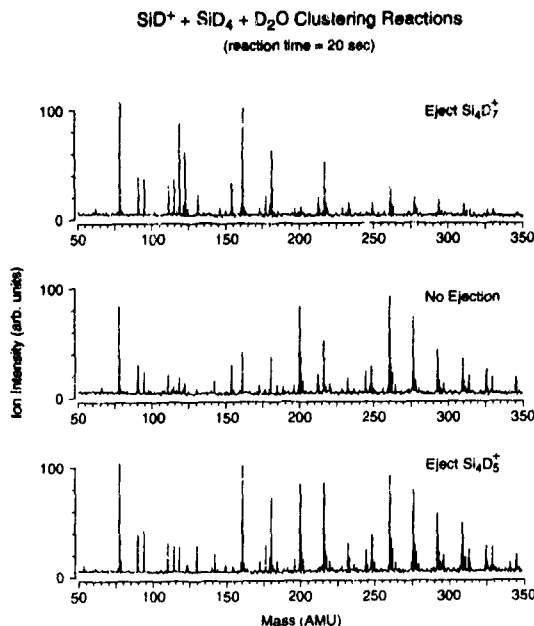 SiD⁺ + SiD₄ + D₂O Clustering Reactions
(reaction time = 20 sec)
Eject Si₄D₇⁺
100
0
50 100 150 200 250 300 350
No Ejection
100
0
50 100 150 200 250 300 350
Eject Si₄D₅⁺
100
0
50 100 150 200 250 300 350
Mass (AMU)
Ion Intensity (arb. units)